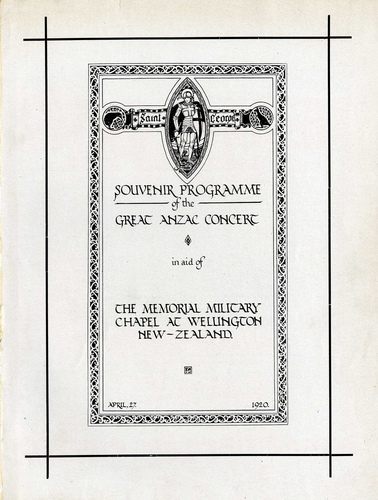 Saint George
SOUVENIR PROGRAMME
of the
GREAT ANZAC CONCERT
in aid of
THE MEMORIAL MILITARY
CHAPEL AT WELLINGTON
NEW-ZEALAND.
APRIL, 27. 1920.